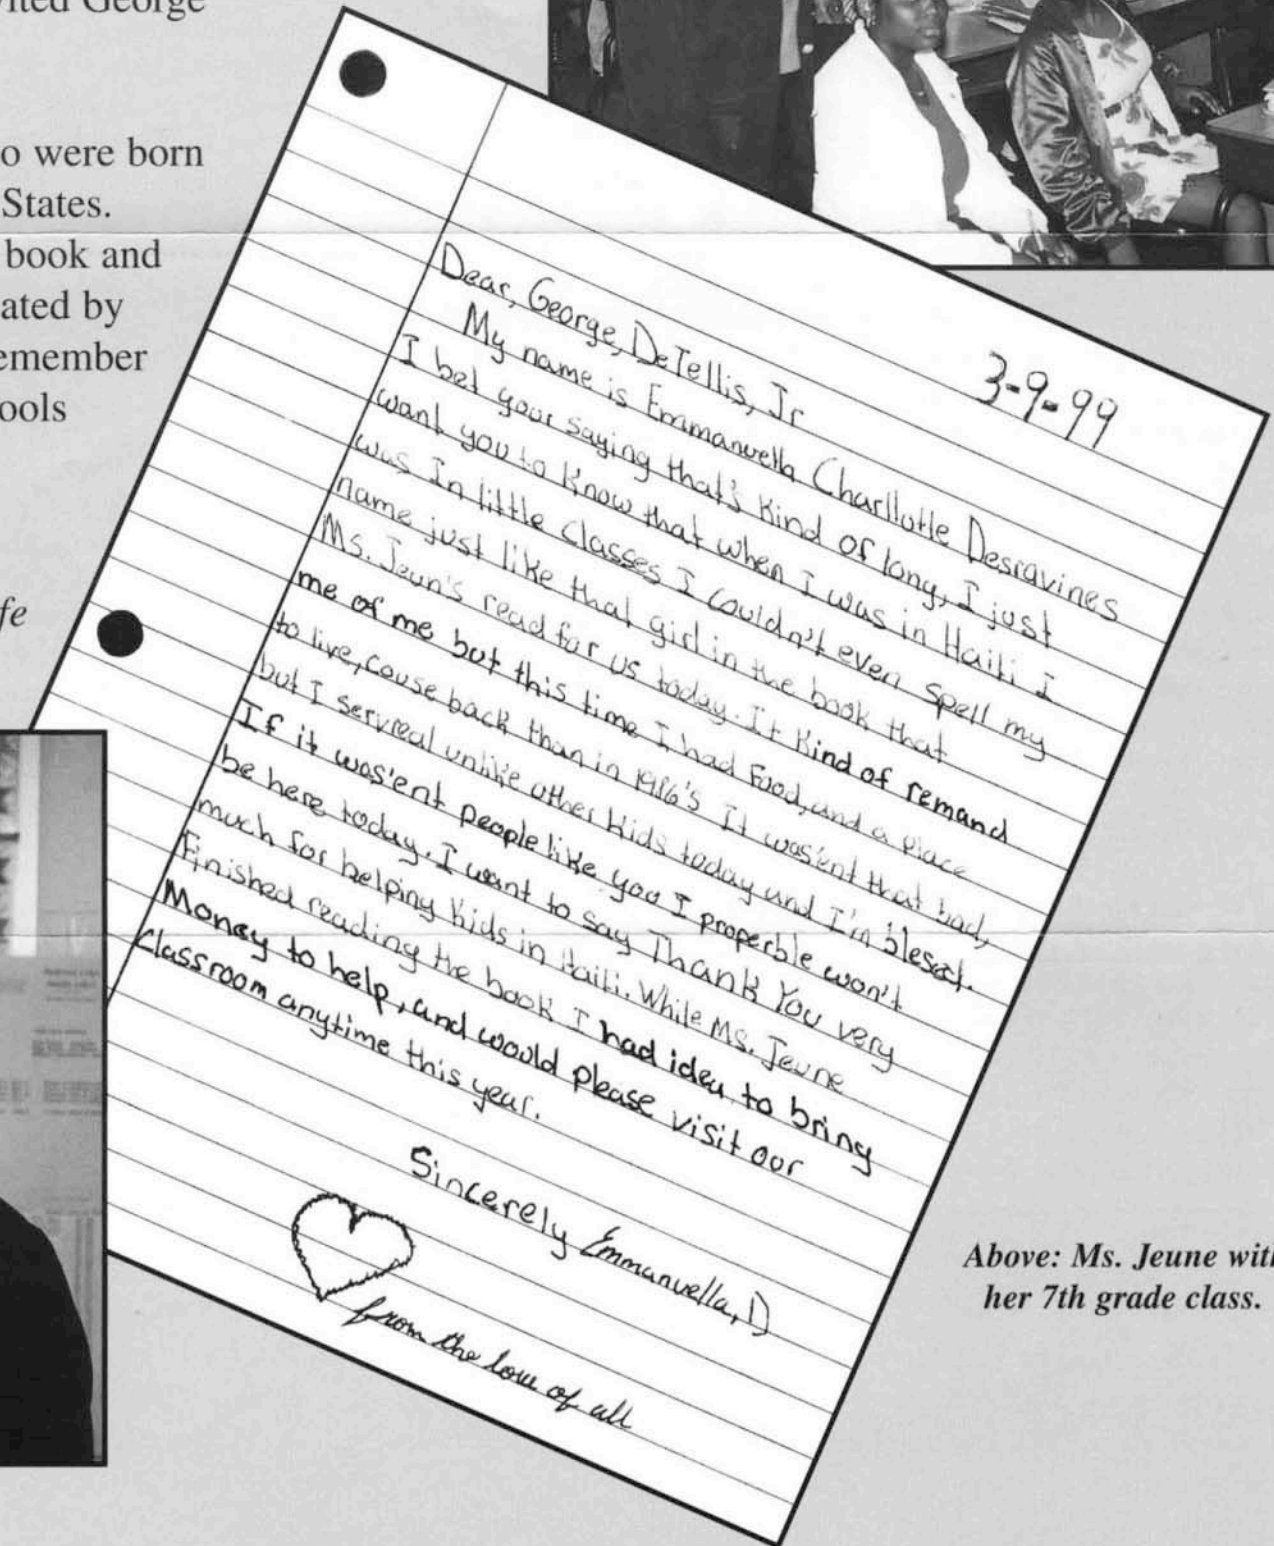 George
o were born
States.
book and
ated by
emember
ools
fe
3-9-99
Dear, George, DeTellis, Jr
My name is Emmanuella Charllotle Desravines
I bet your saying that's Kind of long, I just
want you to know that when I was in Haiti I
was In little classes I couldn't even spell my
name just like that girl in the book that
Ms. Jeun's read for us today. It Kind of remand
me of me but this time I had Food, and a place
to live, couse back than in 1986's It was'ent that bad,
but I servreal unlike other kids today and I'm blesed.
If it was'ent people like you I properble won't
be here today. I want to say Thank You very
much for helping kids in Haiti. While Ms. Jeune
Finished reading the book I had idea to bring
Money to help, and would please visit our
Classroom anytime this year.
Sincerely Emmanuella, D
from the love of all
Above: Ms. Jeune with
her 7th grade class.